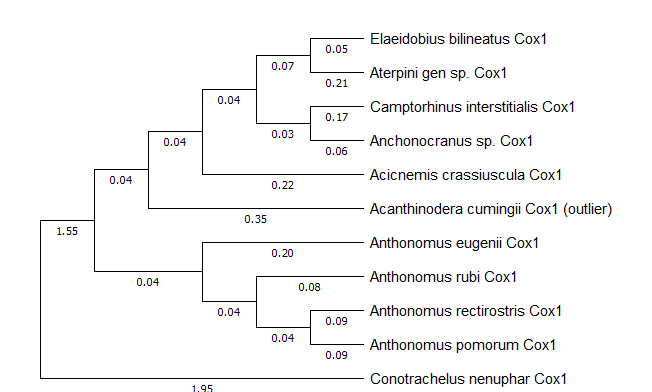 Elaeidobius bilineatus Cox1
0.05
0.07
Aterpini gen sp. Cox1
0.21
0.04
Camptorhinus interstitialis Cox1
0.17
0.03
0.04
Anchonocranus sp. Cox1
0.06
Acicnemis crassiuscula Cox1
0.04
0.22
Acanthinodera cumingii Cox1 (outlier)
0.35
1.55
Anthonomus eugenii Cox1
0.20
Anthonomus rubi Cox1
0.04
0.08
Anthonomus rectirostris Cox1
0.04
0.09
0.04
Anthonomus pomorum Cox1
0.09
Conotrachelus nenuphar Cox1
1.95